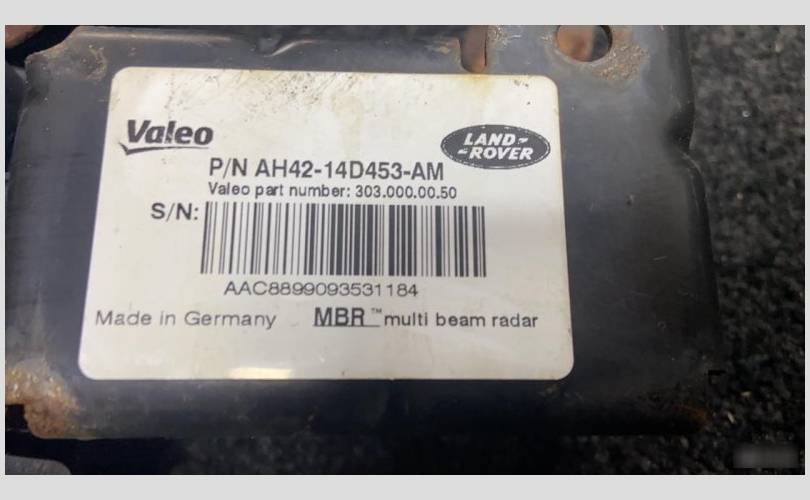 Valeo
LAND-
-ROVER
P/N AH42-14D453-AM
Valeo part number: 303.000.00.50
S/N:
AAC8899093531184
Made in Germany MBR™ multi beam radar